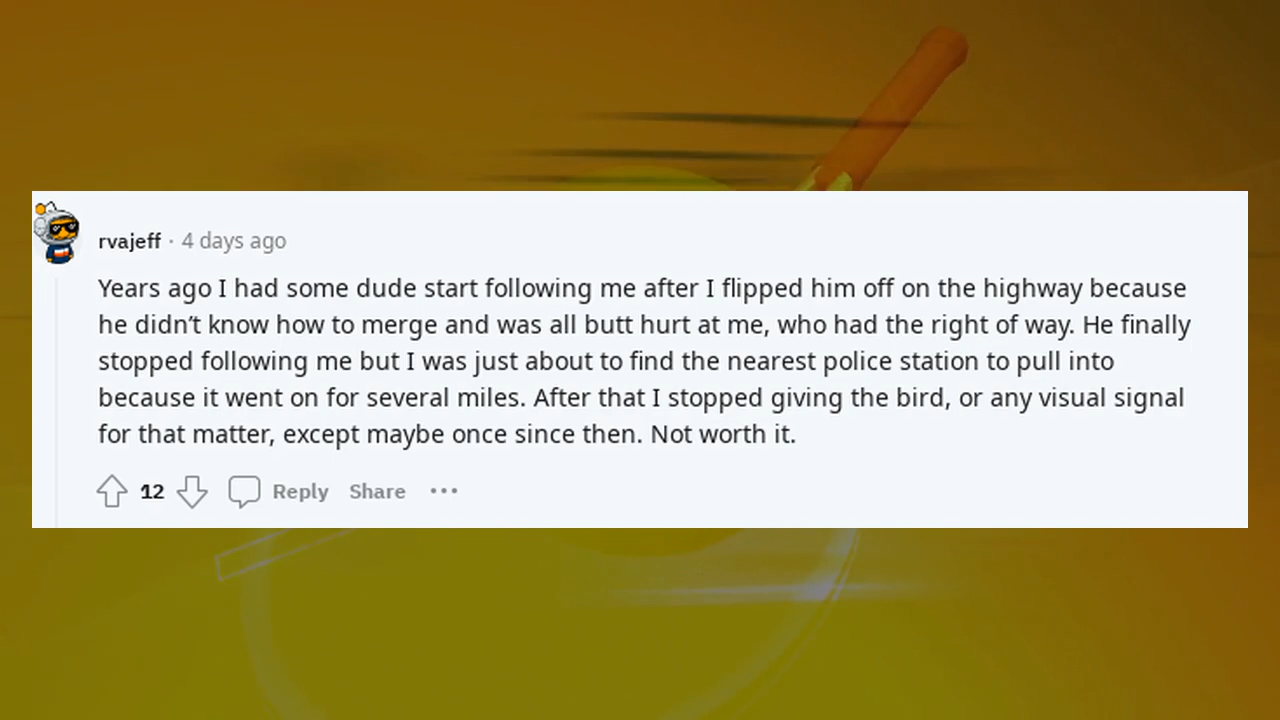 rvajeff · 4 days ago
Years ago I had some dude start following me after I flipped him off on the highway because
he didn’t know how to merge and was all butt hurt at me, who had the right of way. He finally
stopped following me but I was just about to find the nearest police station to pull into
because it went on for several miles. After that I stopped giving the bird, or any visual signal
for that matter, except maybe once since then. Not worth it.
12 Reply Share •••